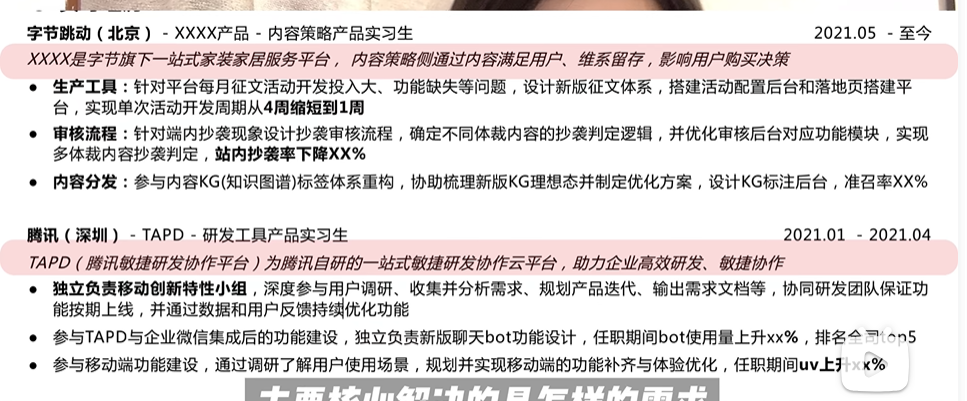 字节跳动（北京） - XXXX产品 - 内容策略产品实习生 2021.05 - 至今
XXXX是字节旗下一站式家装家居服务平台， 内容策略侧通过内容满足用户、维系留存，影响用户购买决策
● 生产工具：针对平台每月征文活动开发投入大、功能缺失等问题，设计新版征文体系，搭建活动配置后台和落地页搭建平
台，实现单次活动开发周期从4周缩短到1周
● 审核流程：针对端内抄袭现象设计抄袭审核流程，确定不同体裁内容的抄袭判定逻辑，并优化审核后台对应功能模块，实现
多体裁内容抄袭判定，站内抄袭率下降XX%
● 内容分发：参与内容KG(知识图谱)标签体系重构，协助梳理新版KG理想态并制定优化方案，设计KG标注后台，准召率XX%
腾讯（深圳） - TAPD - 研发工具产品实习生 2021.01 - 2021.04
TAPD（腾讯敏捷研发协作平台）为腾讯自研的一站式敏捷研发协作云平台，助力企业高效研发、敏捷协作
● 独立负责移动创新特性小组，深度参与用户调研、收集并分析需求、规划产品迭代、输出需求文档等，协同研发团队保证功
能按期上线，并通过数据和用户反馈持续优化功能
● 参与TAPD与企业微信集成后的功能建设，独立负责新版聊天bot功能设计，任职期间bot使用量上升xx%，排名全司top5
● 参与移动端功能建设，通过调研了解用户使用场景，规划并实现移动端的功能补齐与体验优化，任职期间uv上升xx%
主要核心解决的是怎样的需求